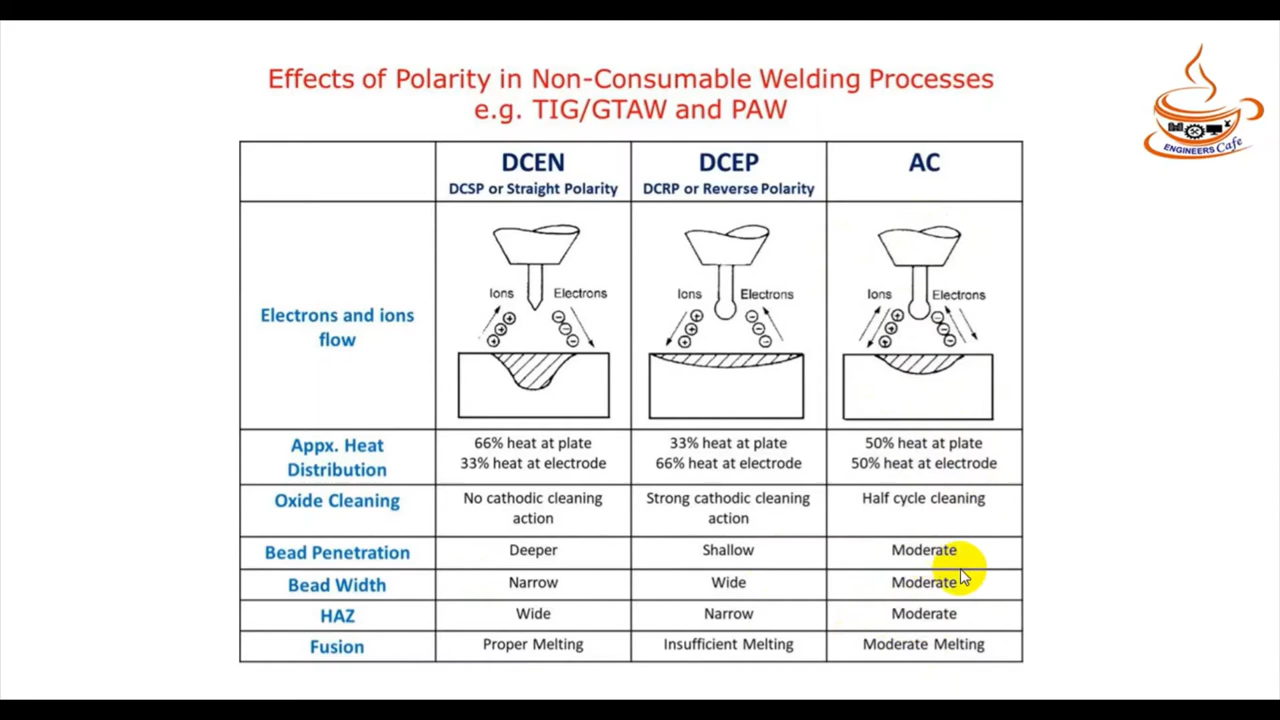 Effects of Polarity in Non-Consumable Welding Processes
e.g. TIG/GTAW and PAW
ENGINEERS Cafe
DCEN
DCSP or Straight Polarity
DCEP
DCRP or Reverse Polarity
AC
Electrons and ions
flow
Ions
Electrons
Ions
Electrons
Ions
Electrons
Appx. Heat
Distribution
66% heat at plate
33% heat at electrode
33% heat at plate
66% heat at electrode
50% heat at plate
50% heat at electrode
Oxide Cleaning
No cathodic cleaning
action
Strong cathodic cleaning
action
Half cycle cleaning
Bead Penetration
Deeper
Shallow
Moderate
Bead Width
Narrow
Wide
Moderate
HAZ
Wide
Narrow
Moderate
Fusion
Proper Melting
Insufficient Melting
Moderate Melting